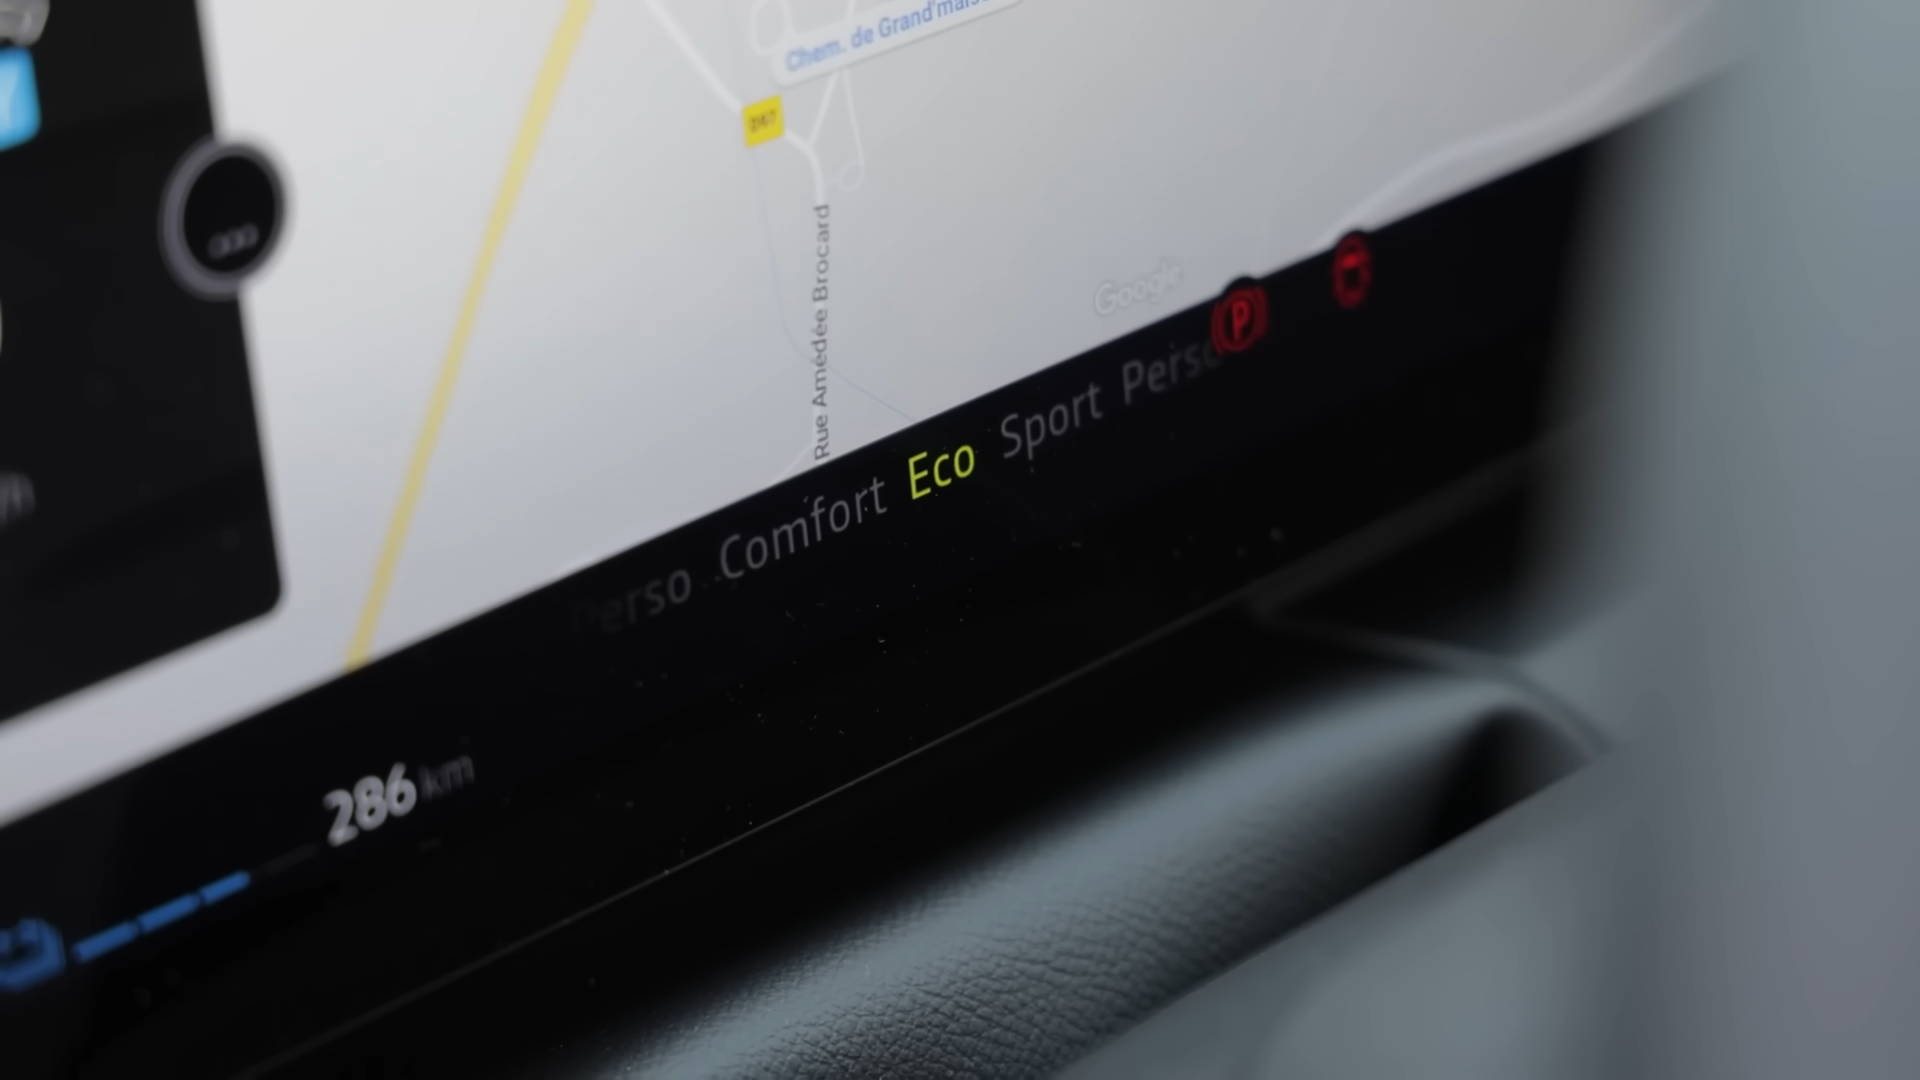 Chem. de Grand'mais
Rue Amédée Brocard
Google
P
Perso Comfort Eco Sport Perso
286 km